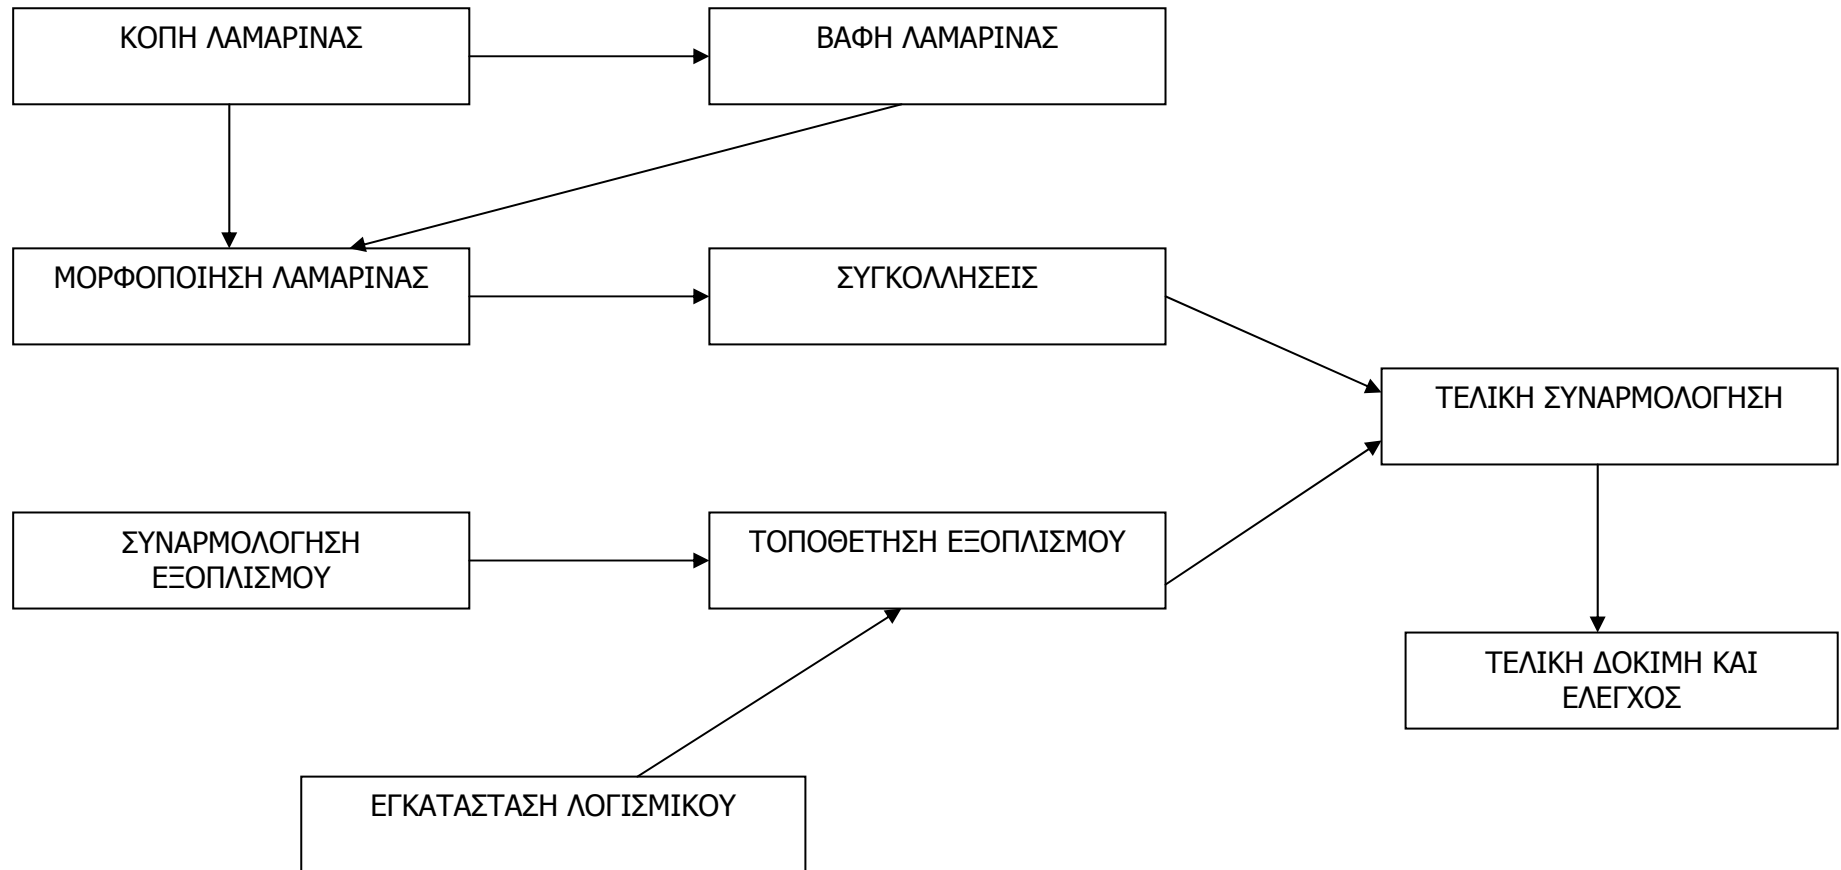 ΚΟΠΗ ΛΑΜΑΡΙΝΑΣ
ΒΑΦΗ ΛΑΜΑΡΙΝΑΣ
ΜΟΡΦΟΠΟΙΗΣΗ ΛΑΜΑΡΙΝΑΣ
ΣΥΓΚΟΛΛΗΣΕΙΣ
ΤΕΛΙΚΗ ΣΥΝΑΡΜΟΛΟΓΗΣΗ
ΣΥΝΑΡΜΟΛΟΓΗΣΗ
ΕΞΟΠΛΙΣΜΟΥ
ΤΟΠΟΘΕΤΗΣΗ ΕΞΟΠΛΙΣΜΟΥ
ΤΕΛΙΚΗ ΔΟΚΙΜΗ ΚΑΙ
ΕΛΕΓΧΟΣ
ΕΓΚΑΤΑΣΤΑΣΗ ΛΟΓΙΣΜΙΚΟΥ